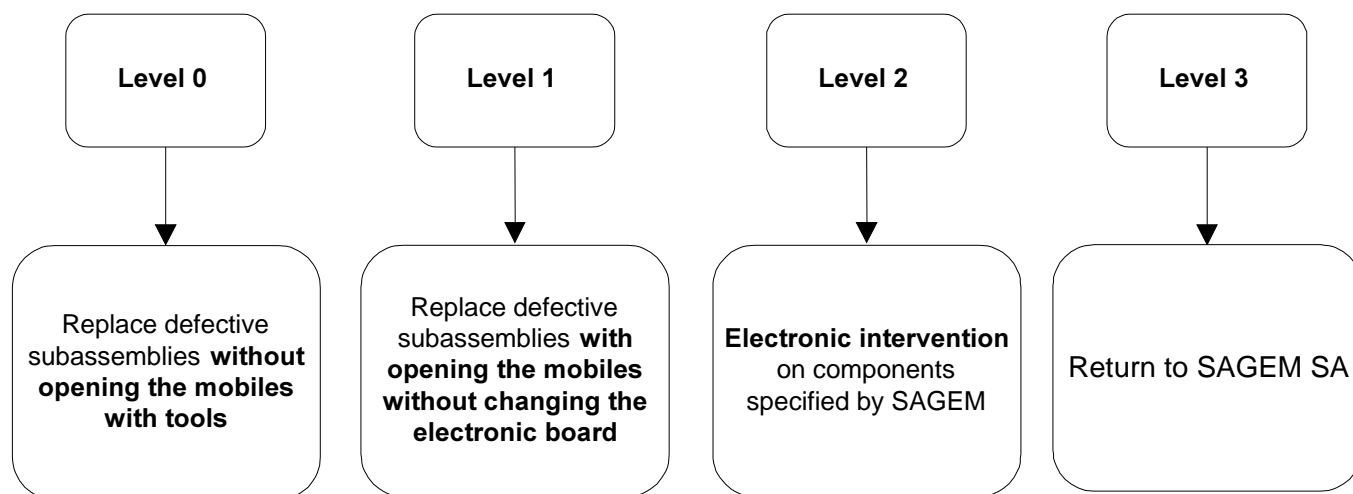 Level 0
Level 1
Level 2
Level 3
Replace defective
subassemblies without
opening the mobiles
with tools
Replace defective
subassemblies with
opening the mobiles
without changing the
electronic board
Electronic intervention
on components
specified by SAGEM
Return to SAGEM SA